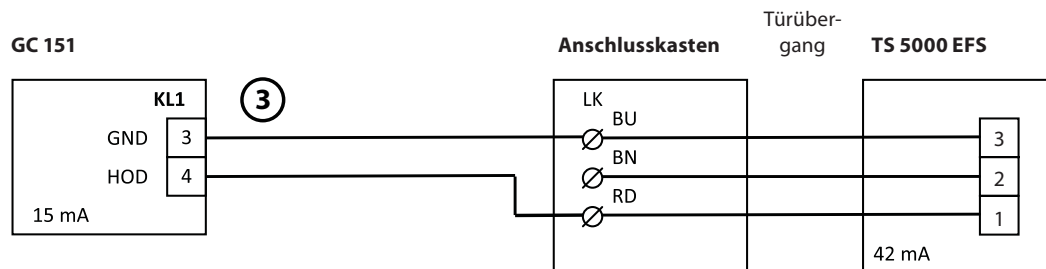 GC 151
Anschlusskasten
Türüber-
gang
TS 5000 EFS
KL1
3
LK
GND 3
BU
3
HOD 4
BN
2
RD
1
15 mA
42 mA